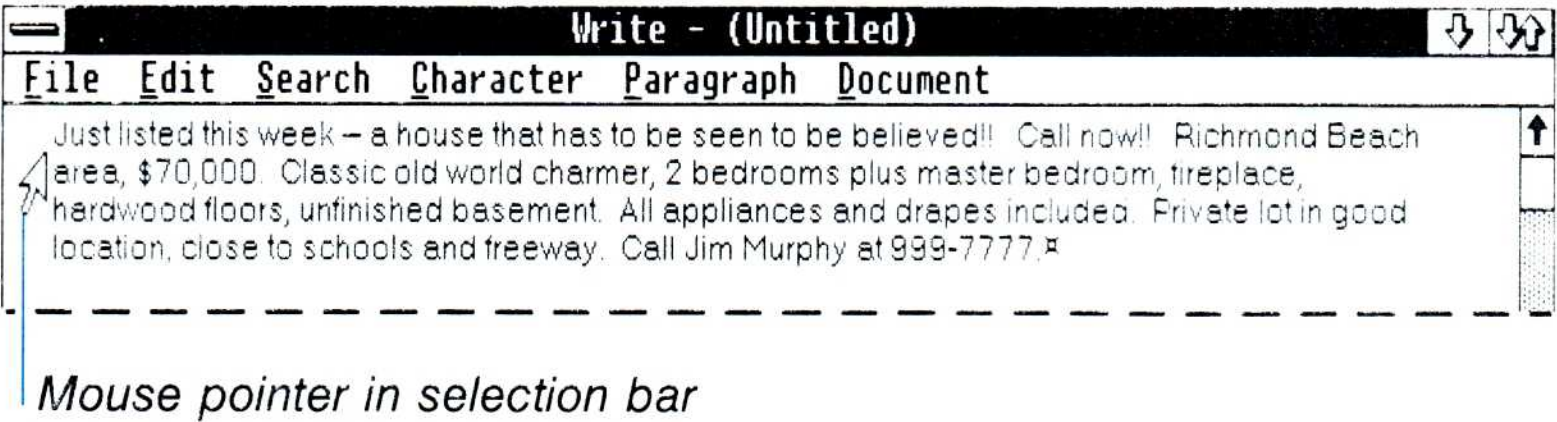 Write - (Untitled)
File Edit Search Character Paragraph Document
Just listed this week – a house that has to be seen to be believed!! Call now!! Richmond Beach
area, $70,000. Classic old world charmer, 2 bedrooms plus master bedroom, fireplace,
hardwood floors, unfinished basement. All appliances and drapes included. Private lot in good
location, close to schools and freeway. Call Jim Murphy at 999-7777.¤
Mouse pointer in selection bar